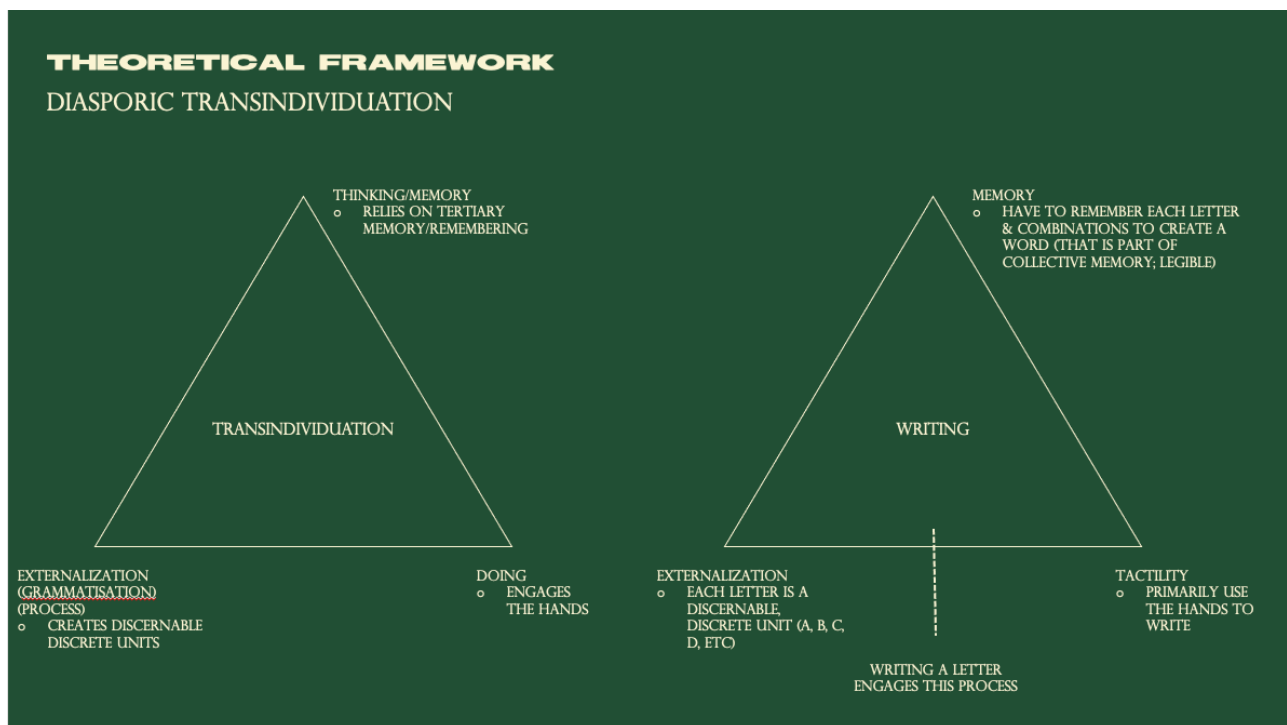 THEORETICAL FRAMEWORK
DIASPORIC TRANSINDIVIDUATION
THINKING/MEMORY
o RELIES ON TERTIARY
MEMORY/REMEMBERING
TRANSINDIVIDUATION
EXTERNALIZATION
(GRAMMATISATION)
(PROCESS)
o CREATES DISCERNABLE
DISCRETE UNITS
DOING
o ENGAGES
THE HANDS
MEMORY
o HAVE TO REMEMBER EACH LETTER
& COMBINATIONS TO CREATE A
WORD (THAT IS PART OF
COLLECTIVE MEMORY; LEGIBLE)
WRITING
EXTERNALIZATION
o EACH LETTER IS A
DISCERNABLE,
DISCRETE UNIT (A, B, C,
D, ETC)
TACTILITY
o PRIMARILY USE
THE HANDS TO
WRITE
WRITING A LETTER
ENGAGES THIS PROCESS